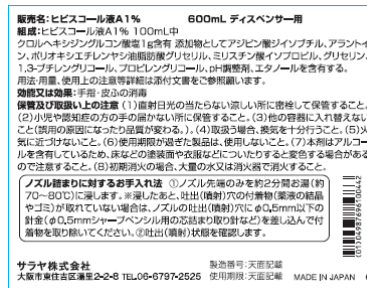 販売名:ヒビスコール液A1% 600mL ディスペンサー用
組成:ヒビスコール液A1% 100mL中
クロルヘキシジングルコン酸塩1g含有 添加物としてアジピン酸ジイソブチル、アラントイ
ン、ポリオキシエチレンヤシ油脂肪酸グリセリル、ミリスチン酸イソプロピル、グリセリン、
1,3-ブチレングリコール、プロピレングリコール、pH調整剤、エタノールを含有する。
用法・用量、使用上の注意等詳細は添付文書をご参照願います。
効能又は効果:手指・皮ふの消毒
保管及び取扱い上の注意 (1)直射日光の当たらない涼しい所に密栓して保管すること。
(2)小児や認知症の方の手の届かない所に保管すること。(3)他の容器に入れ替えない
こと(誤用の原因になったり品質が変わる。)。(4)取扱う場合、換気を十分行うこと。(5)火
気に近づけないこと。(6)使用期限が過ぎた製品は、使用しないこと。(7)本剤はアルコー
ルを含有しているため、床などの塗装面や衣服などについたりすると変色する場合がある
ので注意すること。(8)初期消火の場合、大量の水又は消火器で消火すること。
ノズル詰まりに対するお手入れ法 ①ノズル先端のみを約2分間お湯(約
70〜80℃)に浸します。※浸したあと、吐出(噴射)穴の付着物(薬液の結晶
やゴミ)が取れていない場合は、ノズルの吐出(噴射)穴にφ0.5mm以下の
針金(φ0.5mmシャープペンシル用の芯詰まり取り針など)を差し込んで付
着物を取り除いてください。②吐出(噴射)状態を確認します。
(01)04987696100442
サラヤ株式会社 製造番号:天面記載
大阪市東住吉区湯里2-2-8 TEL.06-6797-2525 使用期限:天面記載 MADE IN JAPAN